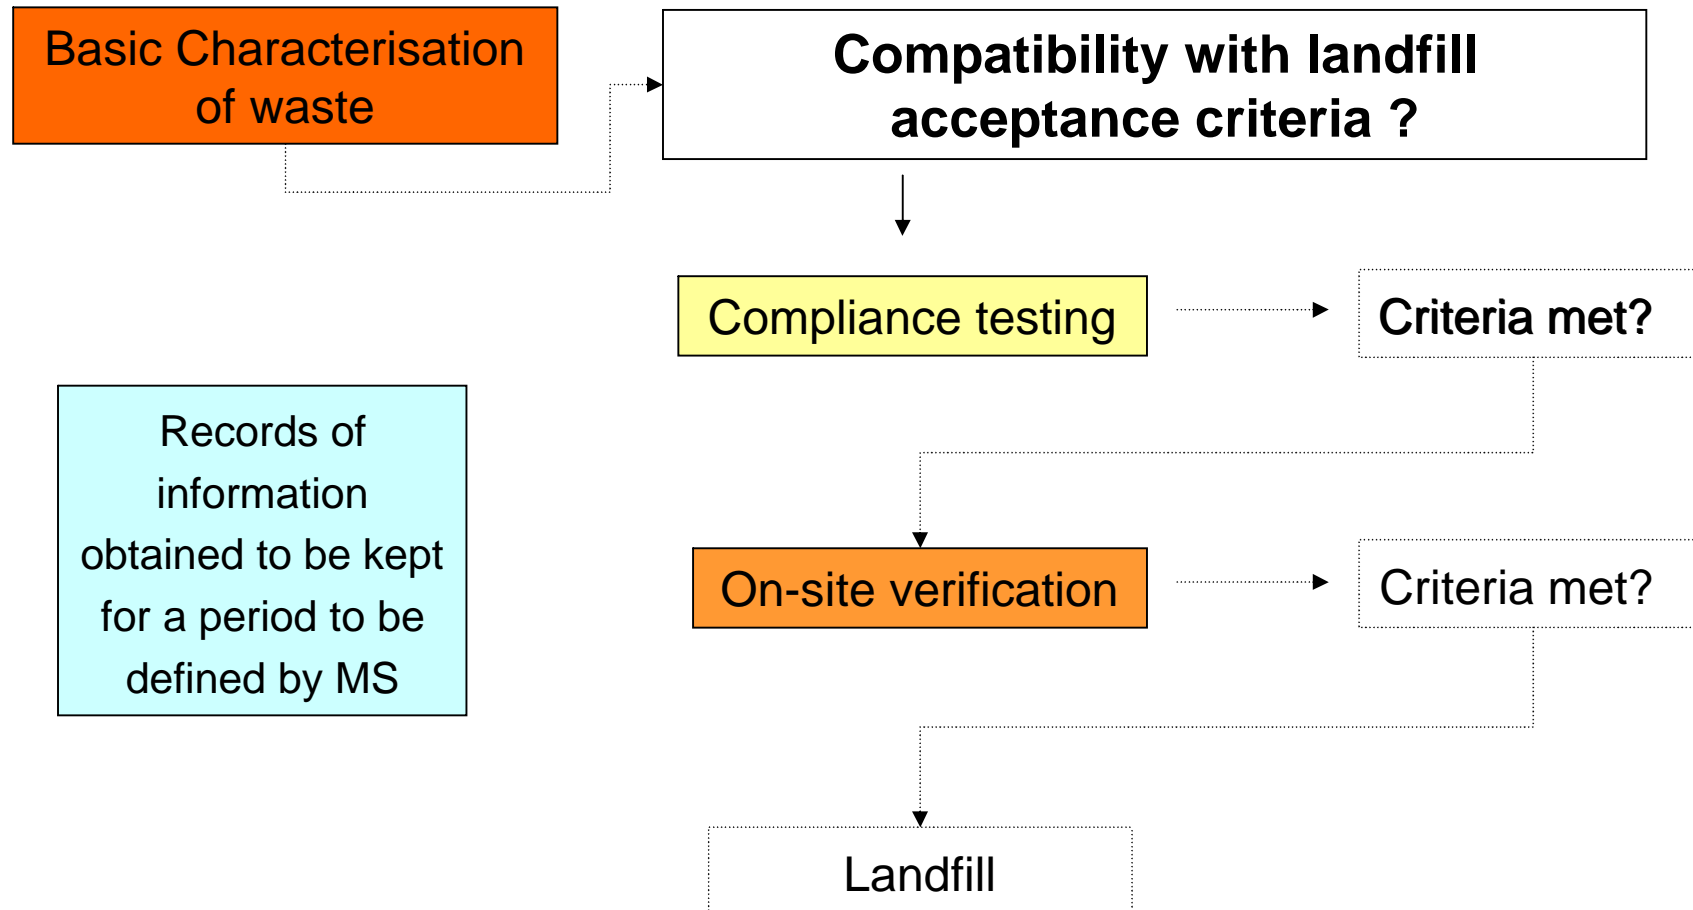 Basic Characterisation
of waste
Compatibility with landfill
acceptance criteria ?
Compliance testing
Criteria met?
Records of
information
obtained to be kept
for a period to be
defined by MS
On-site verification
Criteria met?
Landfill